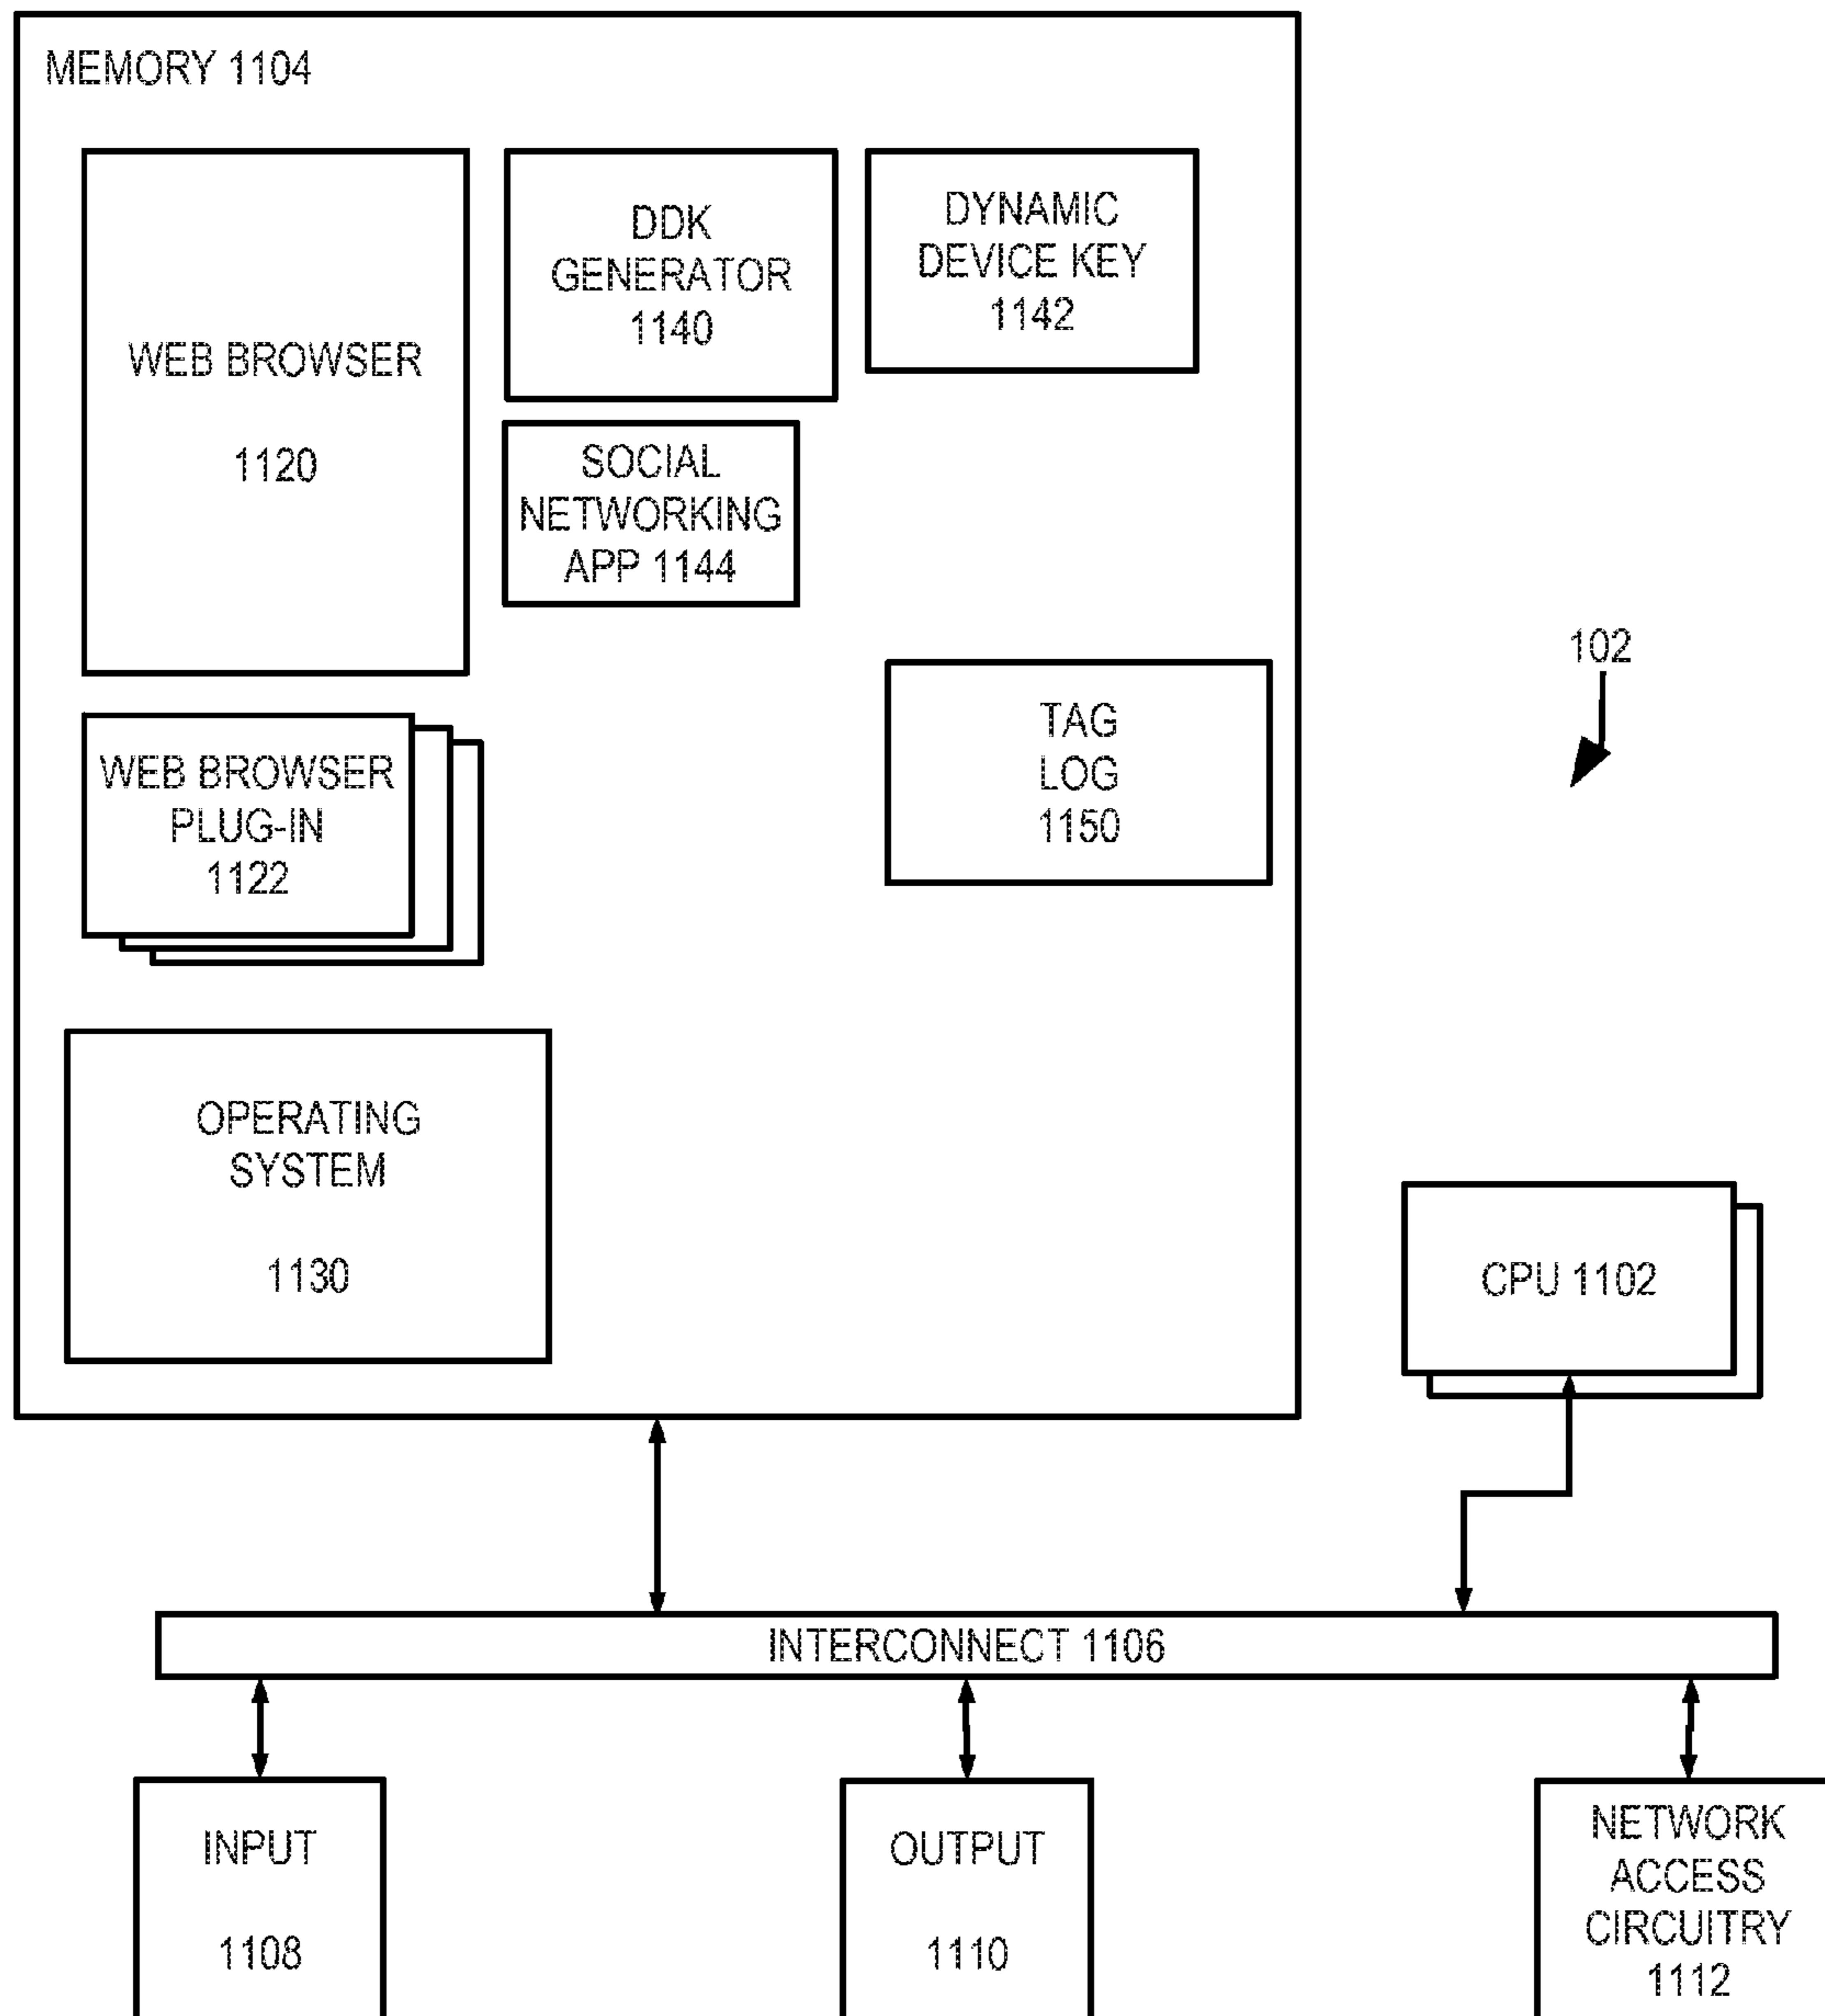 MEMORY 1104
WEB BROWSER
1120
DDK
GENERATOR
1140
DYNAMIC
DEVICE KEY
1142
SOCIAL
NETWORKING
APP 1144
102
TAG
LOG
1150
WEB BROWSER
PLUG-IN
1122
OPERATING
SYSTEM
1130
CPU 1102
INTERCONNECT 1106
INPUT
1108
OUTPUT
1110
NETWORK
ACCESS
CIRCUITRY
1112